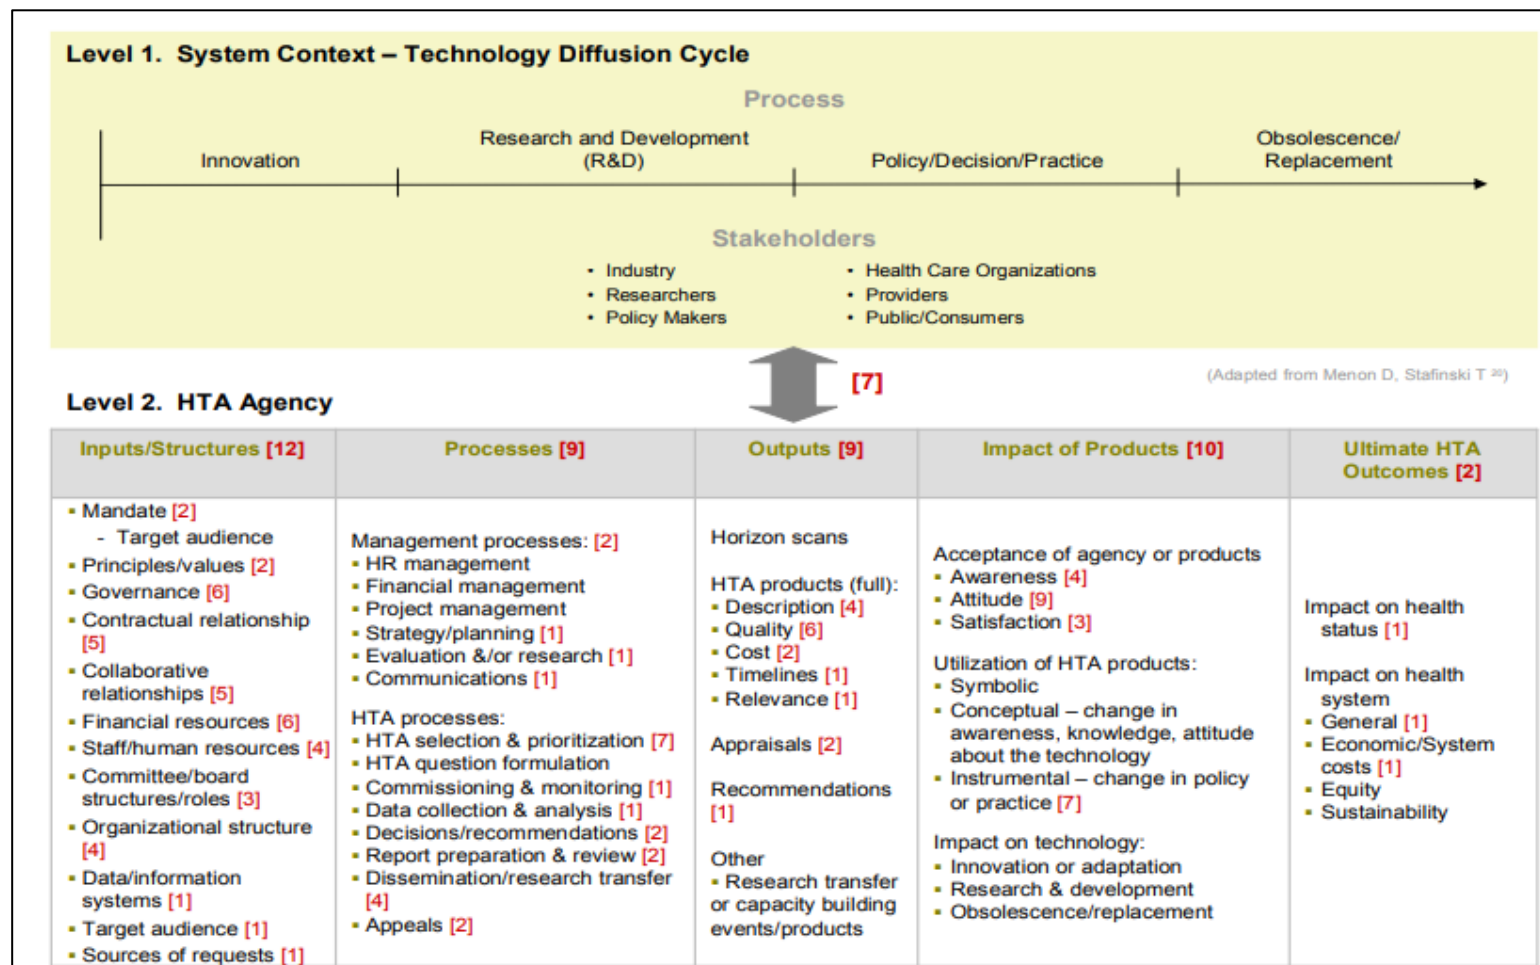 Level 1.  System Context – Technology Diffusion Cycle
Process
Innovation
Research and Development
(R&D)
Policy/Decision/Practice
Obsolescence/
Replacement
Stakeholders
• Industry
• Researchers
• Policy Makers
• Health Care Organizations
• Providers
• Public/Consumers
[7]
(Adapted from Menon D, Stafinski T 20)
Level 2.  HTA Agency
Inputs/Structures [12]
▪ Mandate [2]
- Target audience
▪ Principles/values [2]
▪ Governance [6]
▪ Contractual relationship
[5]
▪ Collaborative
relationships [5]
▪ Financial resources [6]
▪ Staff/human resources [4]
▪ Committee/board
structures/roles [3]
▪ Organizational structure
[4]
▪ Data/information
systems [1]
▪ Target audience [1]
▪ Sources of requests [1]
Processes [9]
Management processes: [2]
▪ HR management
▪ Financial management
▪ Project management
▪ Strategy/planning [1]
▪ Evaluation &/or research [1]
▪ Communications [1]
HTA processes:
▪ HTA selection & prioritization [7]
▪ HTA question formulation
▪ Commissioning & monitoring [1]
▪ Data collection & analysis [1]
▪ Decisions/recommendations [2]
▪ Report preparation & review [2]
▪ Dissemination/research transfer
[4]
▪ Appeals [2]
Outputs [9]
Horizon scans
HTA products (full):
▪ Description [4]
▪ Quality [6]
▪ Cost [2]
▪ Timelines [1]
▪ Relevance [1]
Appraisals [2]
Recommendations
[1]
Other
▪ Research transfer
or capacity building
events/products
Impact of Products [10]
Acceptance of agency or products
▪ Awareness [4]
▪ Attitude [9]
▪ Satisfaction [3]
Utilization of HTA products:
▪ Symbolic
▪ Conceptual – change in
awareness, knowledge, attitude
about the technology
▪ Instrumental – change in policy
or practice [7]
Impact on technology:
▪ Innovation or adaptation
▪ Research & development
▪ Obsolescence/replacement
Ultimate HTA
Outcomes [2]
Impact on health
status [1]
Impact on health
system
▪ General [1]
▪ Economic/System
costs [1]
▪ Equity
▪ Sustainability